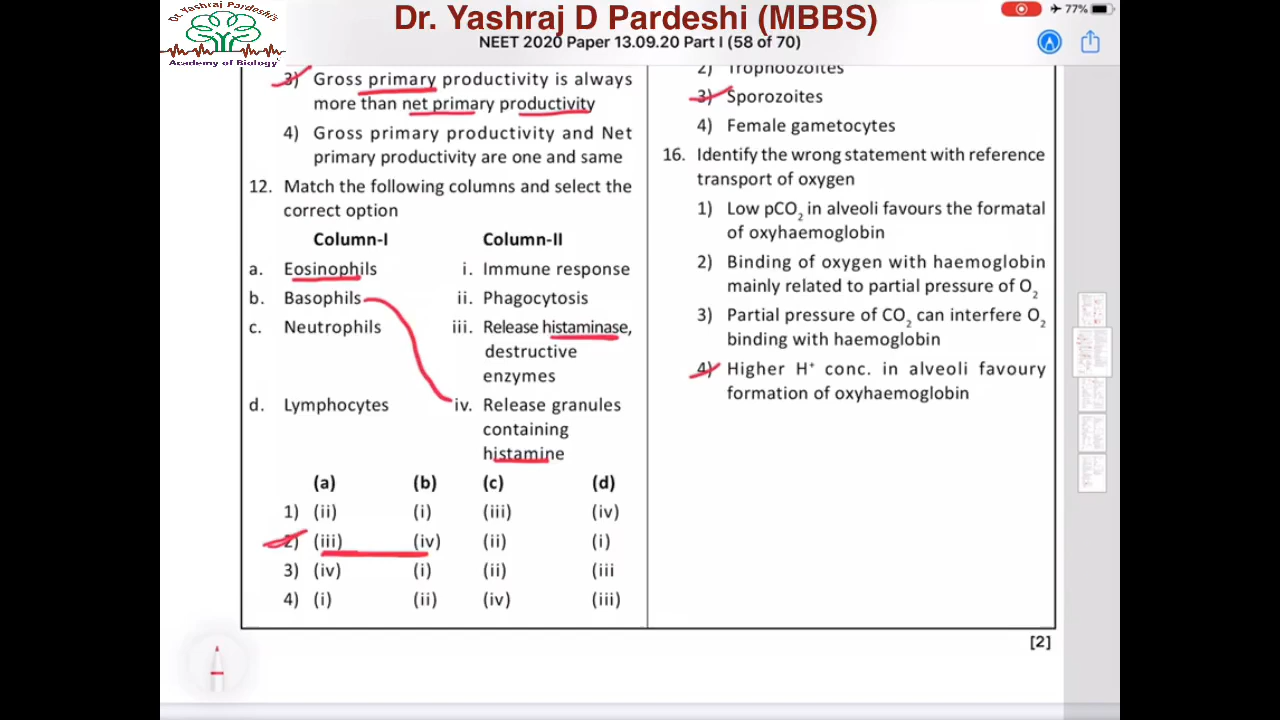 Dr. Yashraj Pardeshi's
Academy of Biology
Dr. Yashraj D Pardeshi (MBBS)
NEET 2020 Paper 13.09.20 Part I (58 of 70)
77%
3) Gross primary productivity is always
more than net primary productivity
4) Gross primary productivity and Net
primary productivity are one and same
12. Match the following columns and select the
correct option
Column-I Column-II
a. Eosinophils i. Immune response
b. Basophils ii. Phagocytosis
c. Neutrophils iii. Release histaminase,
destructive
enzymes
d. Lymphocytes iv. Release granules
containing
histamine
(a) (b) (c) (d)
1) (ii) (i) (iii) (iv)
2) (iii) (iv) (ii) (i)
3) (iv) (i) (ii) (iii
4) (i) (ii) (iv) (iii)
2) Trophoozoites
3) Sporozoites
4) Female gametocytes
16. Identify the wrong statement with reference
transport of oxygen
1) Low pCO₂ in alveoli favours the formatal
of oxyhaemoglobin
2) Binding of oxygen with haemoglobin
mainly related to partial pressure of O₂
3) Partial pressure of CO₂ can interfere O₂
binding with haemoglobin
4) Higher H⁺ conc. in alveoli favoury
formation of oxyhaemoglobin
[2]